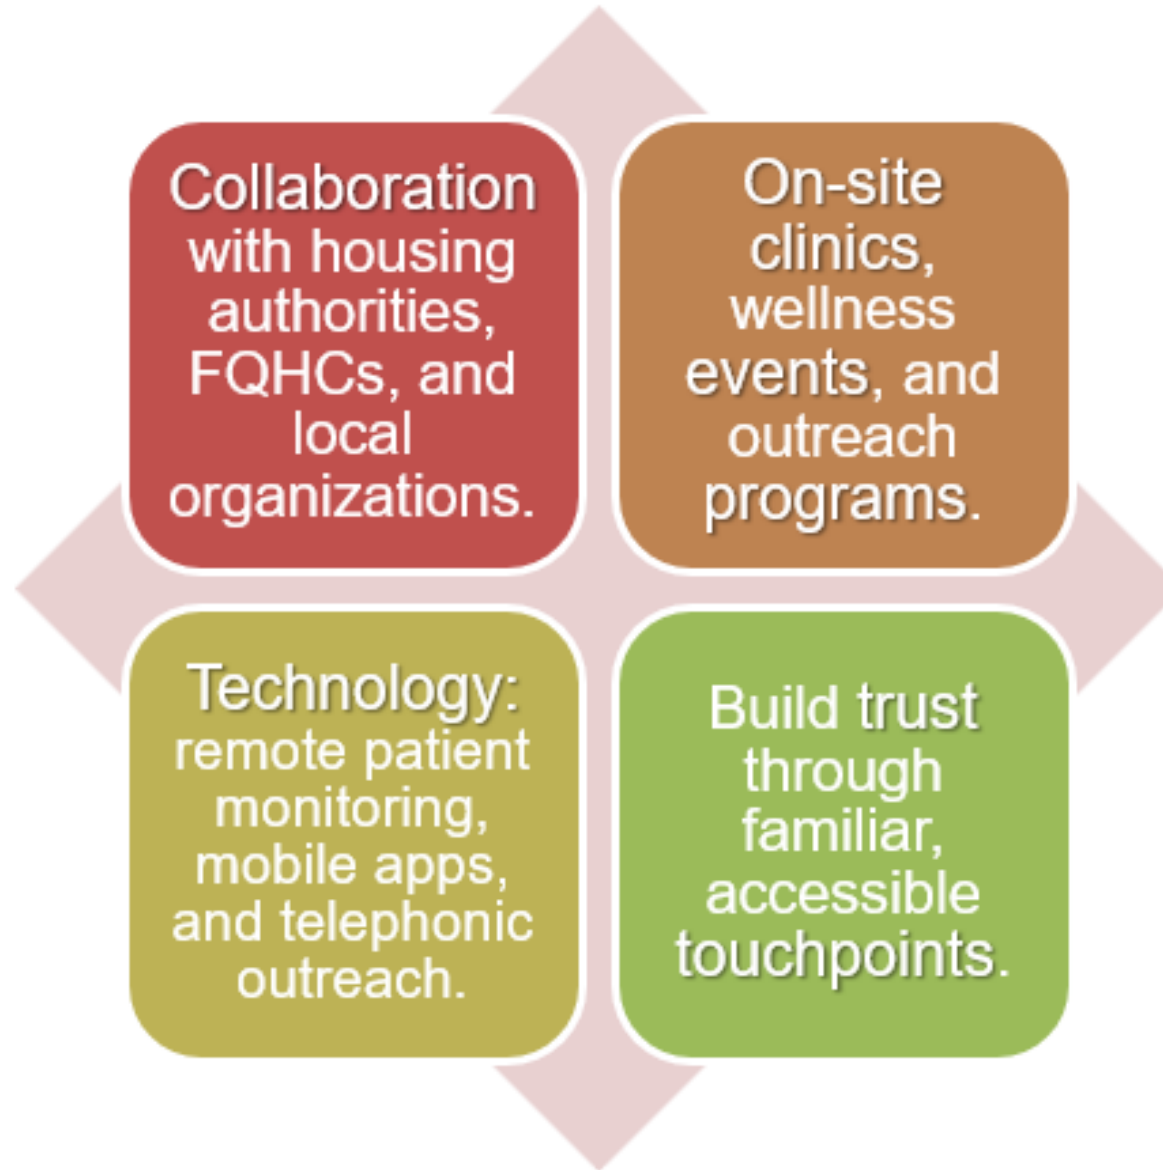 Collaboration
with housing
authorities,
FQHCs, and
local
organizations.
On-site
clinics,
wellness
events, and
outreach
programs.
Technology:
remote patient
monitoring,
mobile apps,
and telephonic
outreach.
Build trust
through
familiar,
accessible
touchpoints.